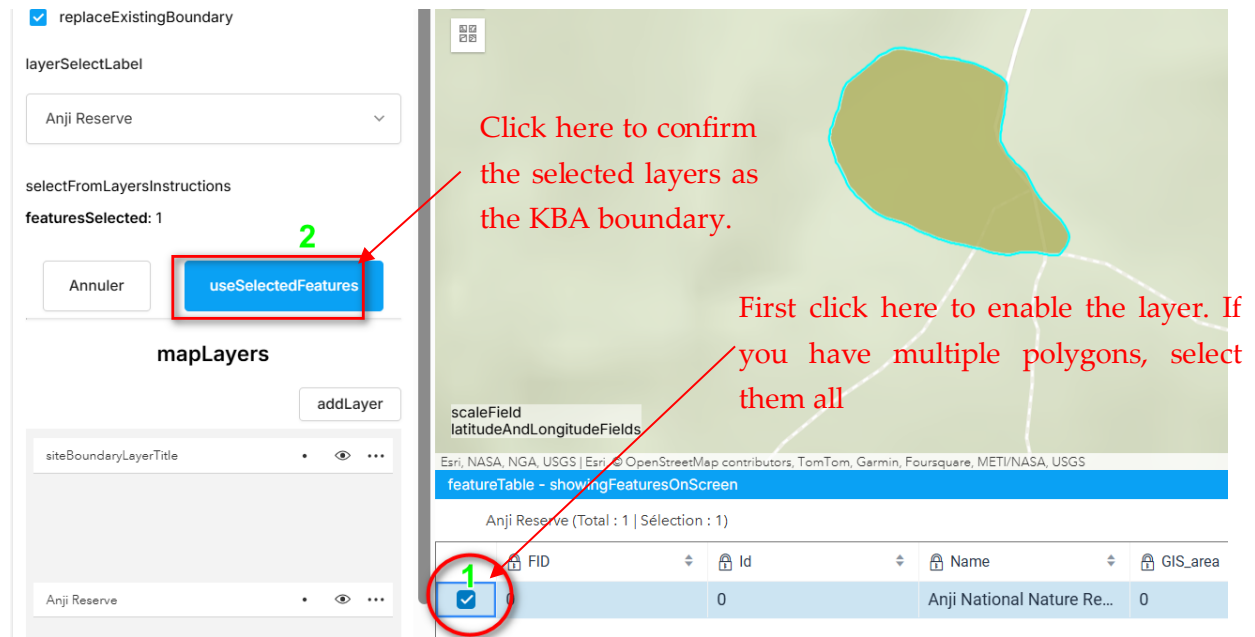 replaceExistingBoundary
layerSelectLabel
Anji Reserve
selectFromLayersInstructions
featuresSelected: 1
2
Annuler
useSelectedFeatures
mapLayers
addLayer
siteBoundaryLayerTitle
Anji Reserve
Click here to confirm
the selected layers as
the KBA boundary.
First click here to enable the layer. If
you have multiple polygons, select
them all
scaleField
latitudeAndLongitudeFields
Esri, NASA, NGA, USGS | Esri, © OpenStreetMap contributors, TomTom, Garmin, Foursquare, METI/NASA, USGS
featureTable - showingFeaturesOnScreen
Anji Reserve (Total : 1 | Sélection : 1)
FID Id Name GIS_area
1
0 0 Anji National Nature Re... 0